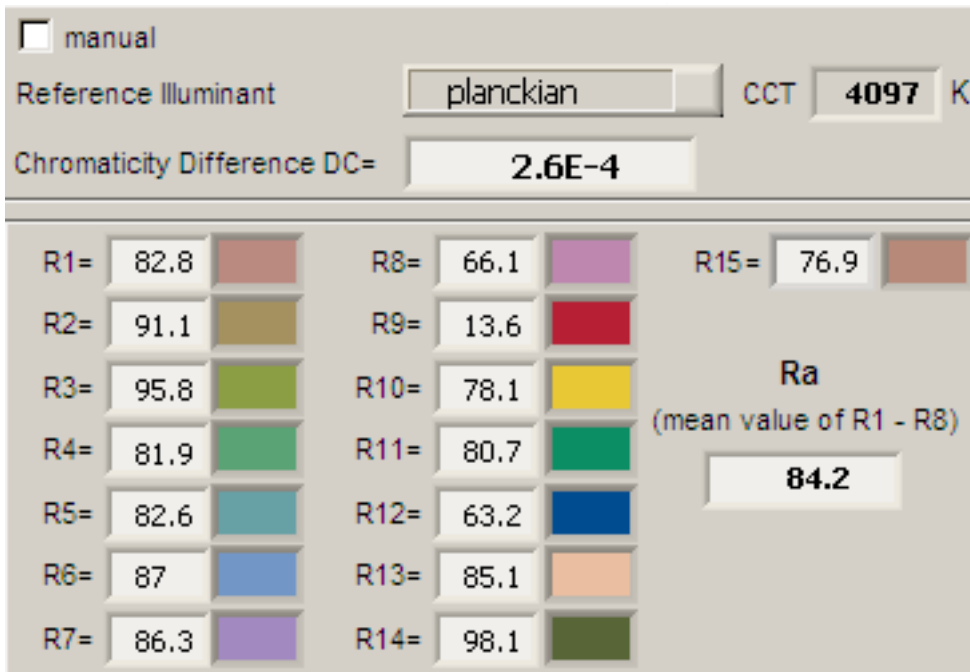 manual
Reference Illuminant planckian CCT 4097 K
Chromaticity Difference DC= 2.6E-4
R1= 82.8 R8= 66.1 R15= 76.9
R2= 91.1 R9= 13.6
R3= 95.8 R10= 78.1 Ra
(mean value of R1 - R8)
R4= 81.9 R11= 80.7
84.2
R5= 82.6 R12= 63.2
R6= 87 R13= 85.1
R7= 86.3 R14= 98.1